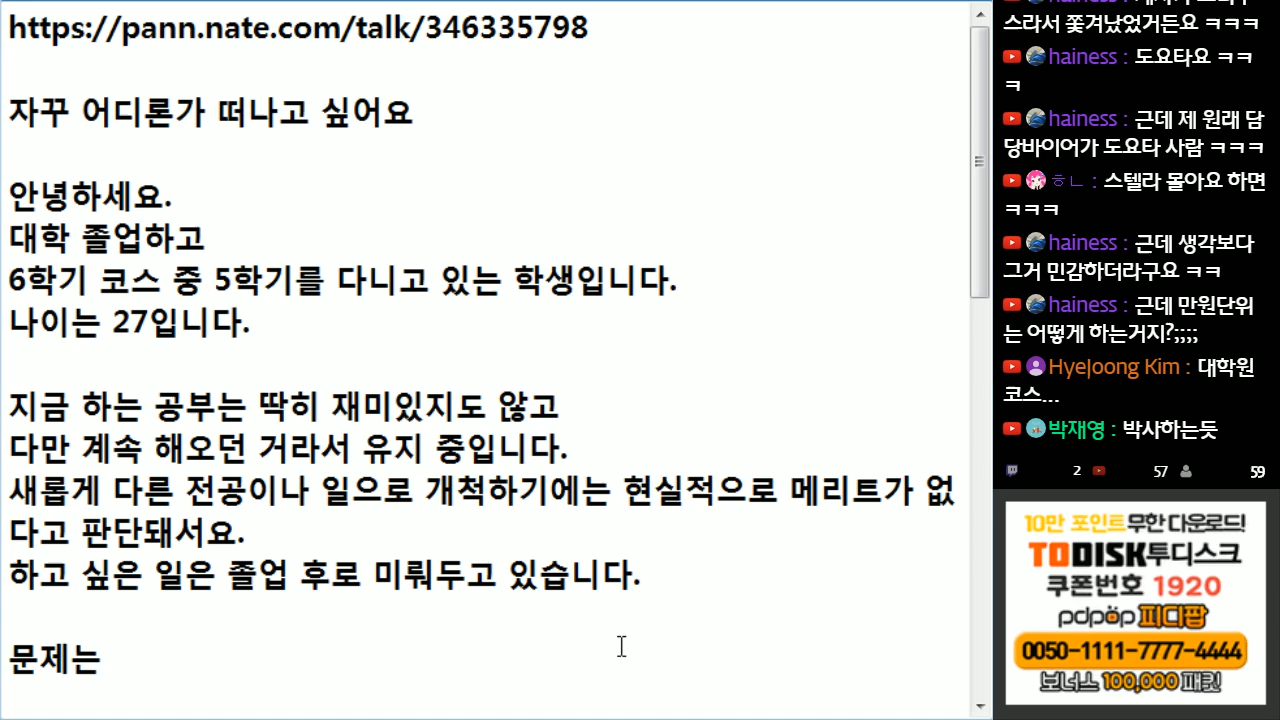 https://pann.nate.com/talk/346335798
자꾸 어디론가 떠나고 싶어요
안녕하세요.
대학 졸업하고
6학기 코스 중 5학기를 다니고 있는 학생입니다.
나이는 27입니다.
지금 하는 공부는 딱히 재미있지도 않고
다만 계속 해오던 거라서 유지 중입니다.
새롭게 다른 전공이나 일으로 개척하기에는 현실적으로 메리트가 없
다고 판단돼서요.
하고 싶은 일은 졸업 후로 미뤄두고 있습니다.
문제는
스라서 쫓겨났었거든요 ㅋㅋㅋ
hainess : 도요타요 ㅋㅋ
ㅋ
hainess : 근데 제 원래 담
당바이어가 도요타 사람 ㅋㅋㅋ
ㅎㄴ : 스텔라 몰아요 하면
ㅋㅋㅋ
hainess : 근데 생각보다
그거 민감하더라구요 ㅋㅋ
hainess : 근데 만원단위
는 어떻게 하는거지?;;;;
HyeJoong Kim : 대학원
코스...
박재영 : 박사하는듯
2 57 59
10만 포인트 무한 다운로드!
TODISK투디스크
쿠폰번호 1920
pdpop 피디팝
0050-1111-7777-4444
보너스 100,000 패킷